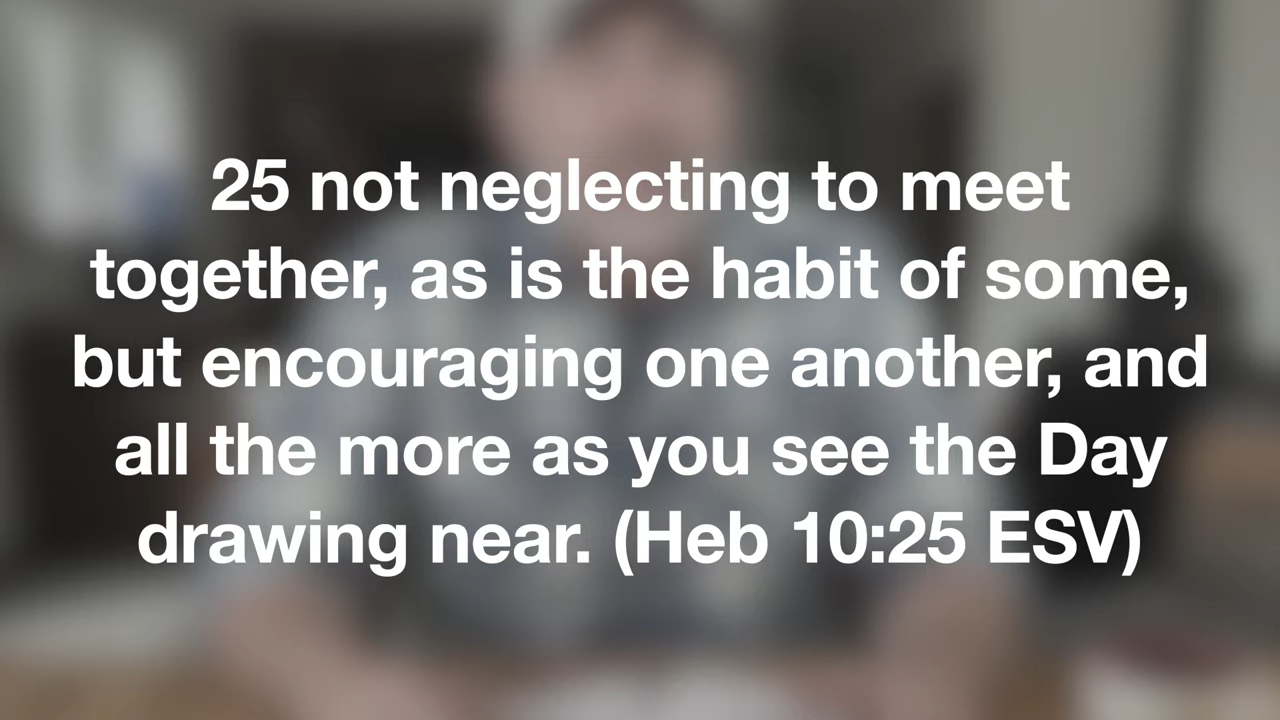 25 not neglecting to meet
together, as is the habit of some,
but encouraging one another, and
all the more as you see the Day
drawing near. (Heb 10:25 ESV)